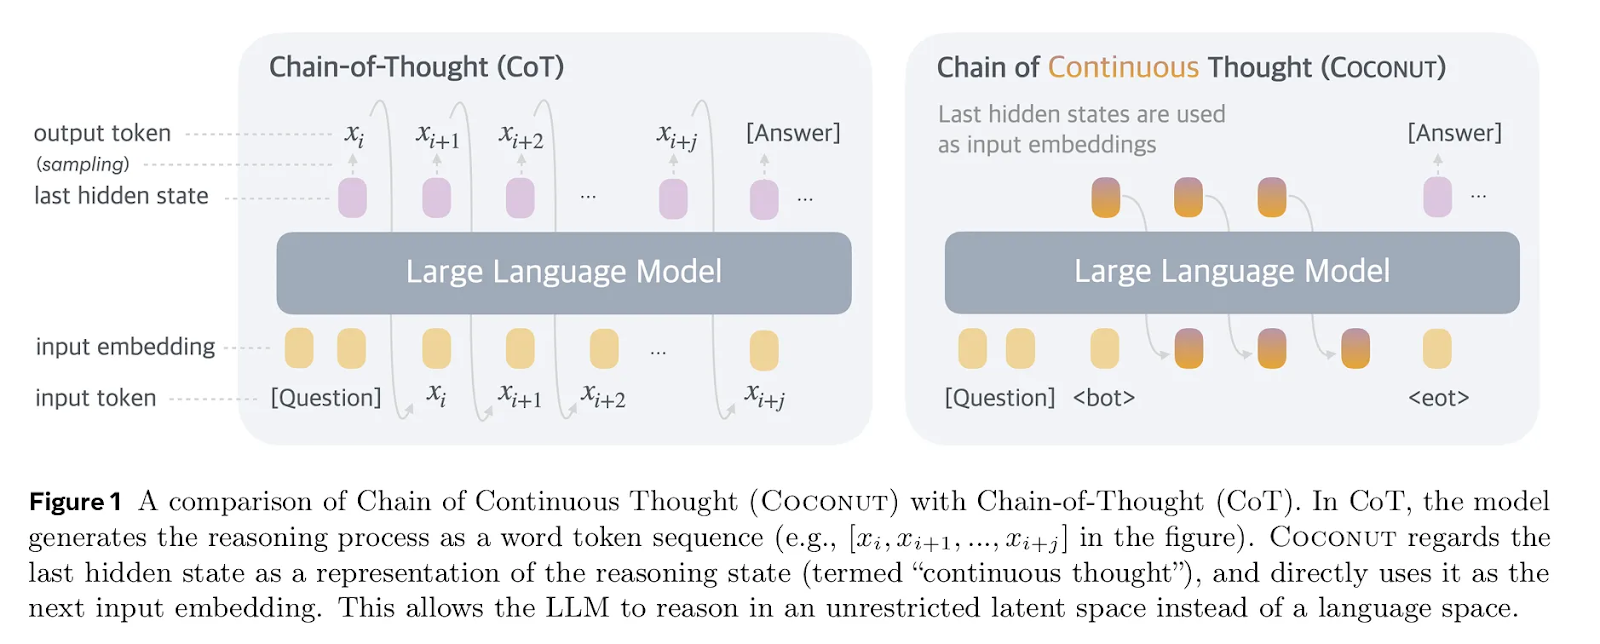 Chain-of-Thought (CoT)
output token
(sampling)
last hidden state
x_i
x_{i+1}
x_{i+2}
x_{i+j}
[Answer]
...
...
Large Language Model
input embedding
...
input token
[Question]
x_i
x_{i+1}
x_{i+2}
x_{i+j}
Chain of Continuous Thought (COCONUT)
Last hidden states are used
as input embeddings
[Answer]
...
Large Language Model
[Question]
<bot>
<eot>
Figure 1 A comparison of Chain of Continuous Thought (COCONUT) with Chain-of-Thought (CoT). In CoT, the model
generates the reasoning process as a word token sequence (e.g., [x_i, x_{i+1}, ..., x_{i+j}] in the figure). COCONUT regards the
last hidden state as a representation of the reasoning state (termed “continuous thought”), and directly uses it as the
next input embedding. This allows the LLM to reason in an unrestricted latent space instead of a language space.